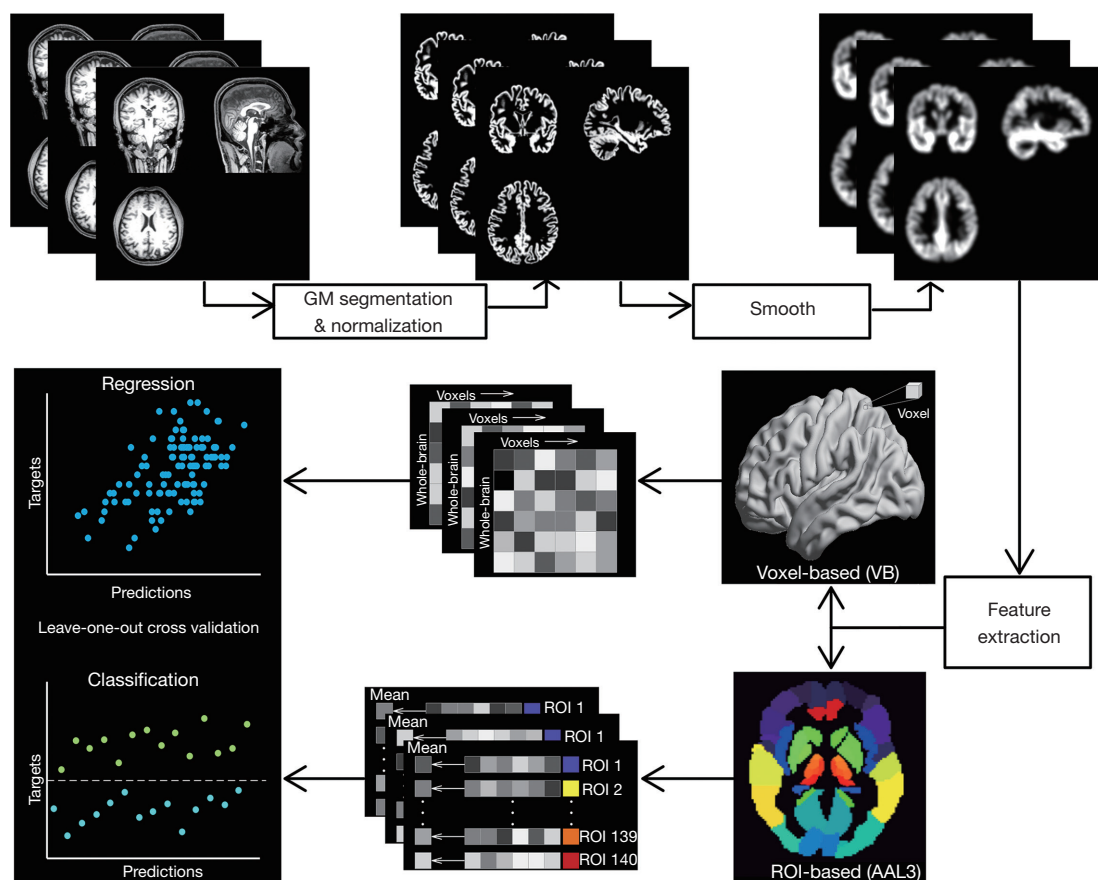 GM segmentation
& normalization
Smooth
Regression
Targets
Predictions
Leave-one-out cross validation
Classification
Targets
Predictions
Voxels
Whole-brain
Voxels
Whole-brain
Voxels
Whole-brain
Voxel
Voxel-based (VB)
Feature
extraction
Mean
ROI 1
Mean
ROI 1
Mean
ROI 1
ROI 2
ROI 139
ROI 140
ROI-based (AAL3)